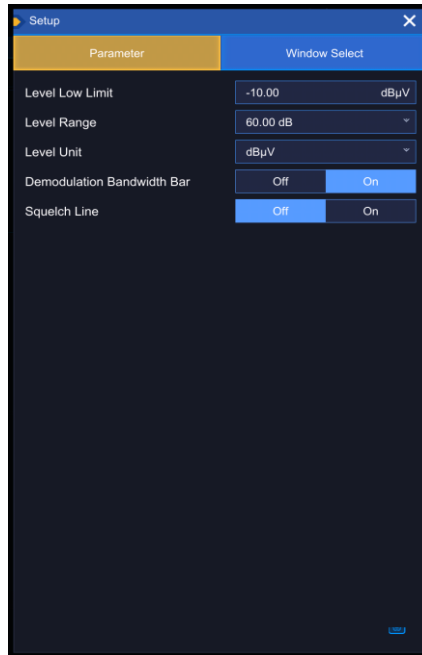 Setup
Parameter Window Select
Level Low Limit -10.00 dBµV
Level Range 60.00 dB
Level Unit dBµV
Demodulation Bandwidth Bar Off On
Squelch Line Off On